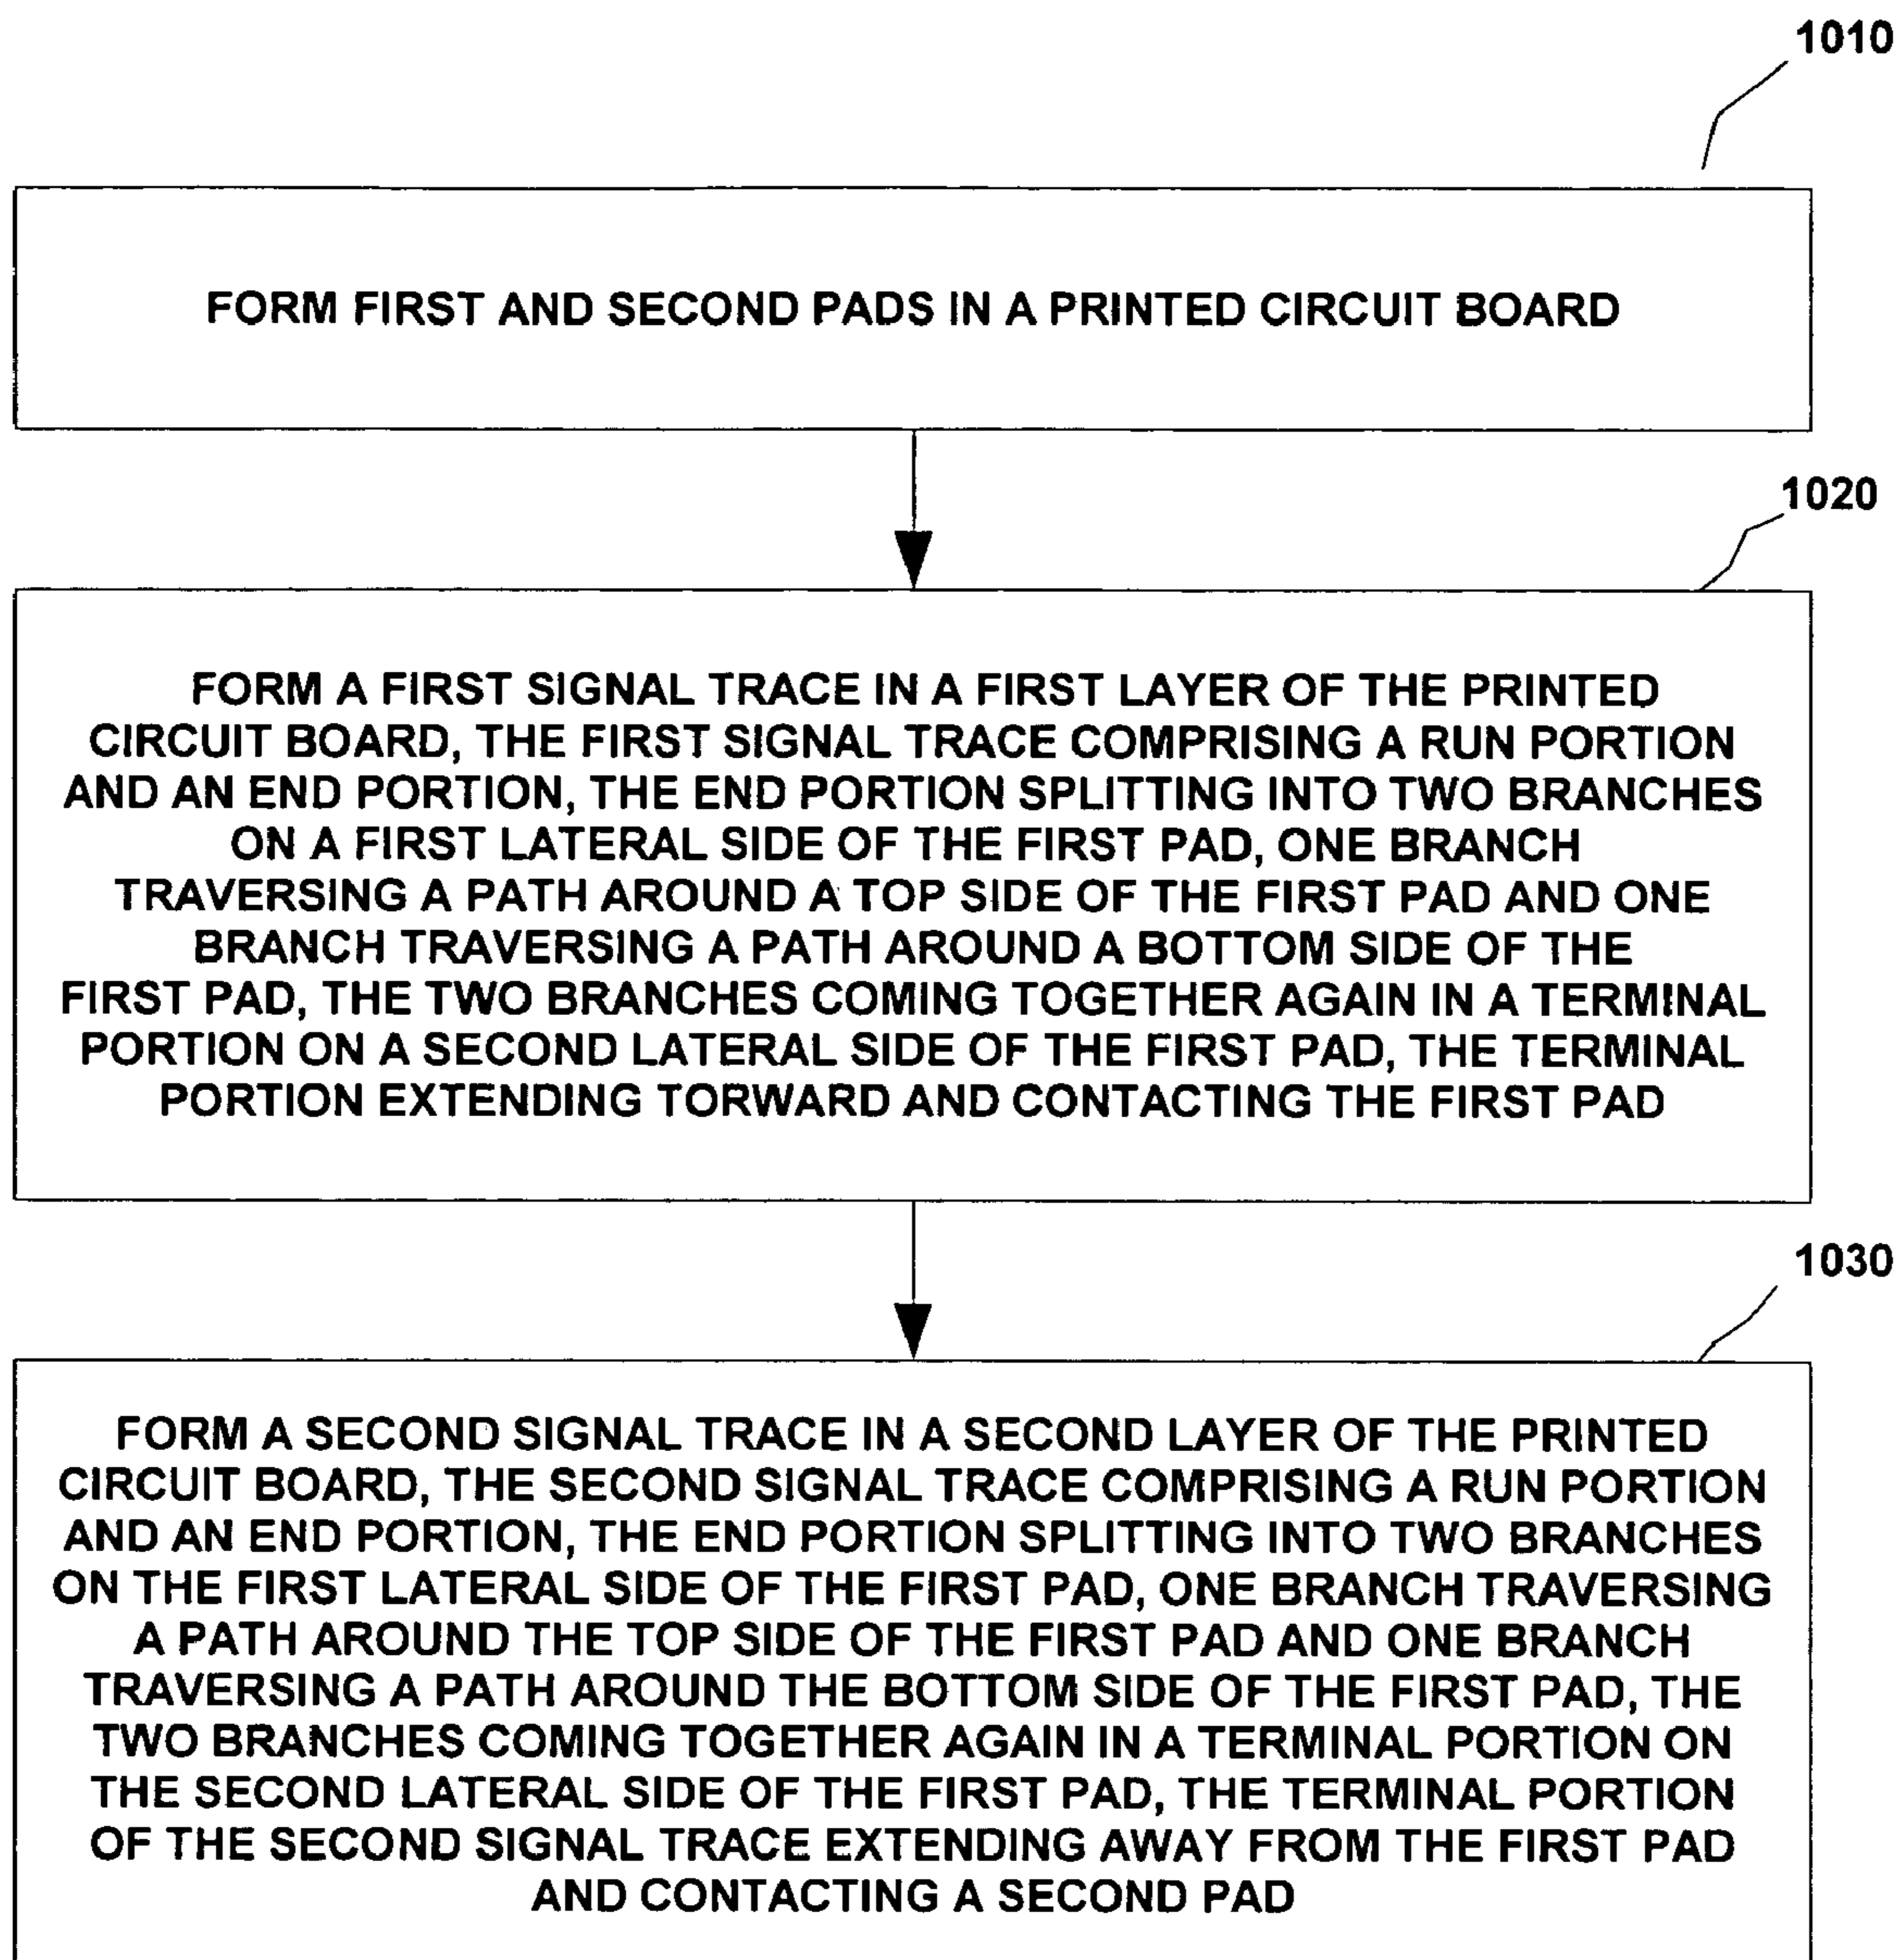 1010
FORM FIRST AND SECOND PADS IN A PRINTED CIRCUIT BOARD
1020
FORM A FIRST SIGNAL TRACE IN A FIRST LAYER OF THE PRINTED
CIRCUIT BOARD, THE FIRST SIGNAL TRACE COMPRISING A RUN PORTION
AND AN END PORTION, THE END PORTION SPLITTING INTO TWO BRANCHES
ON A FIRST LATERAL SIDE OF THE FIRST PAD, ONE BRANCH
TRAVERSING A PATH AROUND A TOP SIDE OF THE FIRST PAD AND ONE
BRANCH TRAVERSING A PATH AROUND A BOTTOM SIDE OF THE
FIRST PAD, THE TWO BRANCHES COMING TOGETHER AGAIN IN A TERMINAL
PORTION ON A SECOND LATERAL SIDE OF THE FIRST PAD, THE TERMINAL
PORTION EXTENDING TORWARD AND CONTACTING THE FIRST PAD
1030
FORM A SECOND SIGNAL TRACE IN A SECOND LAYER OF THE PRINTED
CIRCUIT BOARD, THE SECOND SIGNAL TRACE COMPRISING A RUN PORTION
AND AN END PORTION, THE END PORTION SPLITTING INTO TWO BRANCHES
ON THE FIRST LATERAL SIDE OF THE FIRST PAD, ONE BRANCH TRAVERSING
A PATH AROUND THE TOP SIDE OF THE FIRST PAD AND ONE BRANCH
TRAVERSING A PATH AROUND THE BOTTOM SIDE OF THE FIRST PAD, THE
TWO BRANCHES COMING TOGETHER AGAIN IN A TERMINAL PORTION ON
THE SECOND LATERAL SIDE OF THE FIRST PAD, THE TERMINAL PORTION
OF THE SECOND SIGNAL TRACE EXTENDING AWAY FROM THE FIRST PAD
AND CONTACTING A SECOND PAD